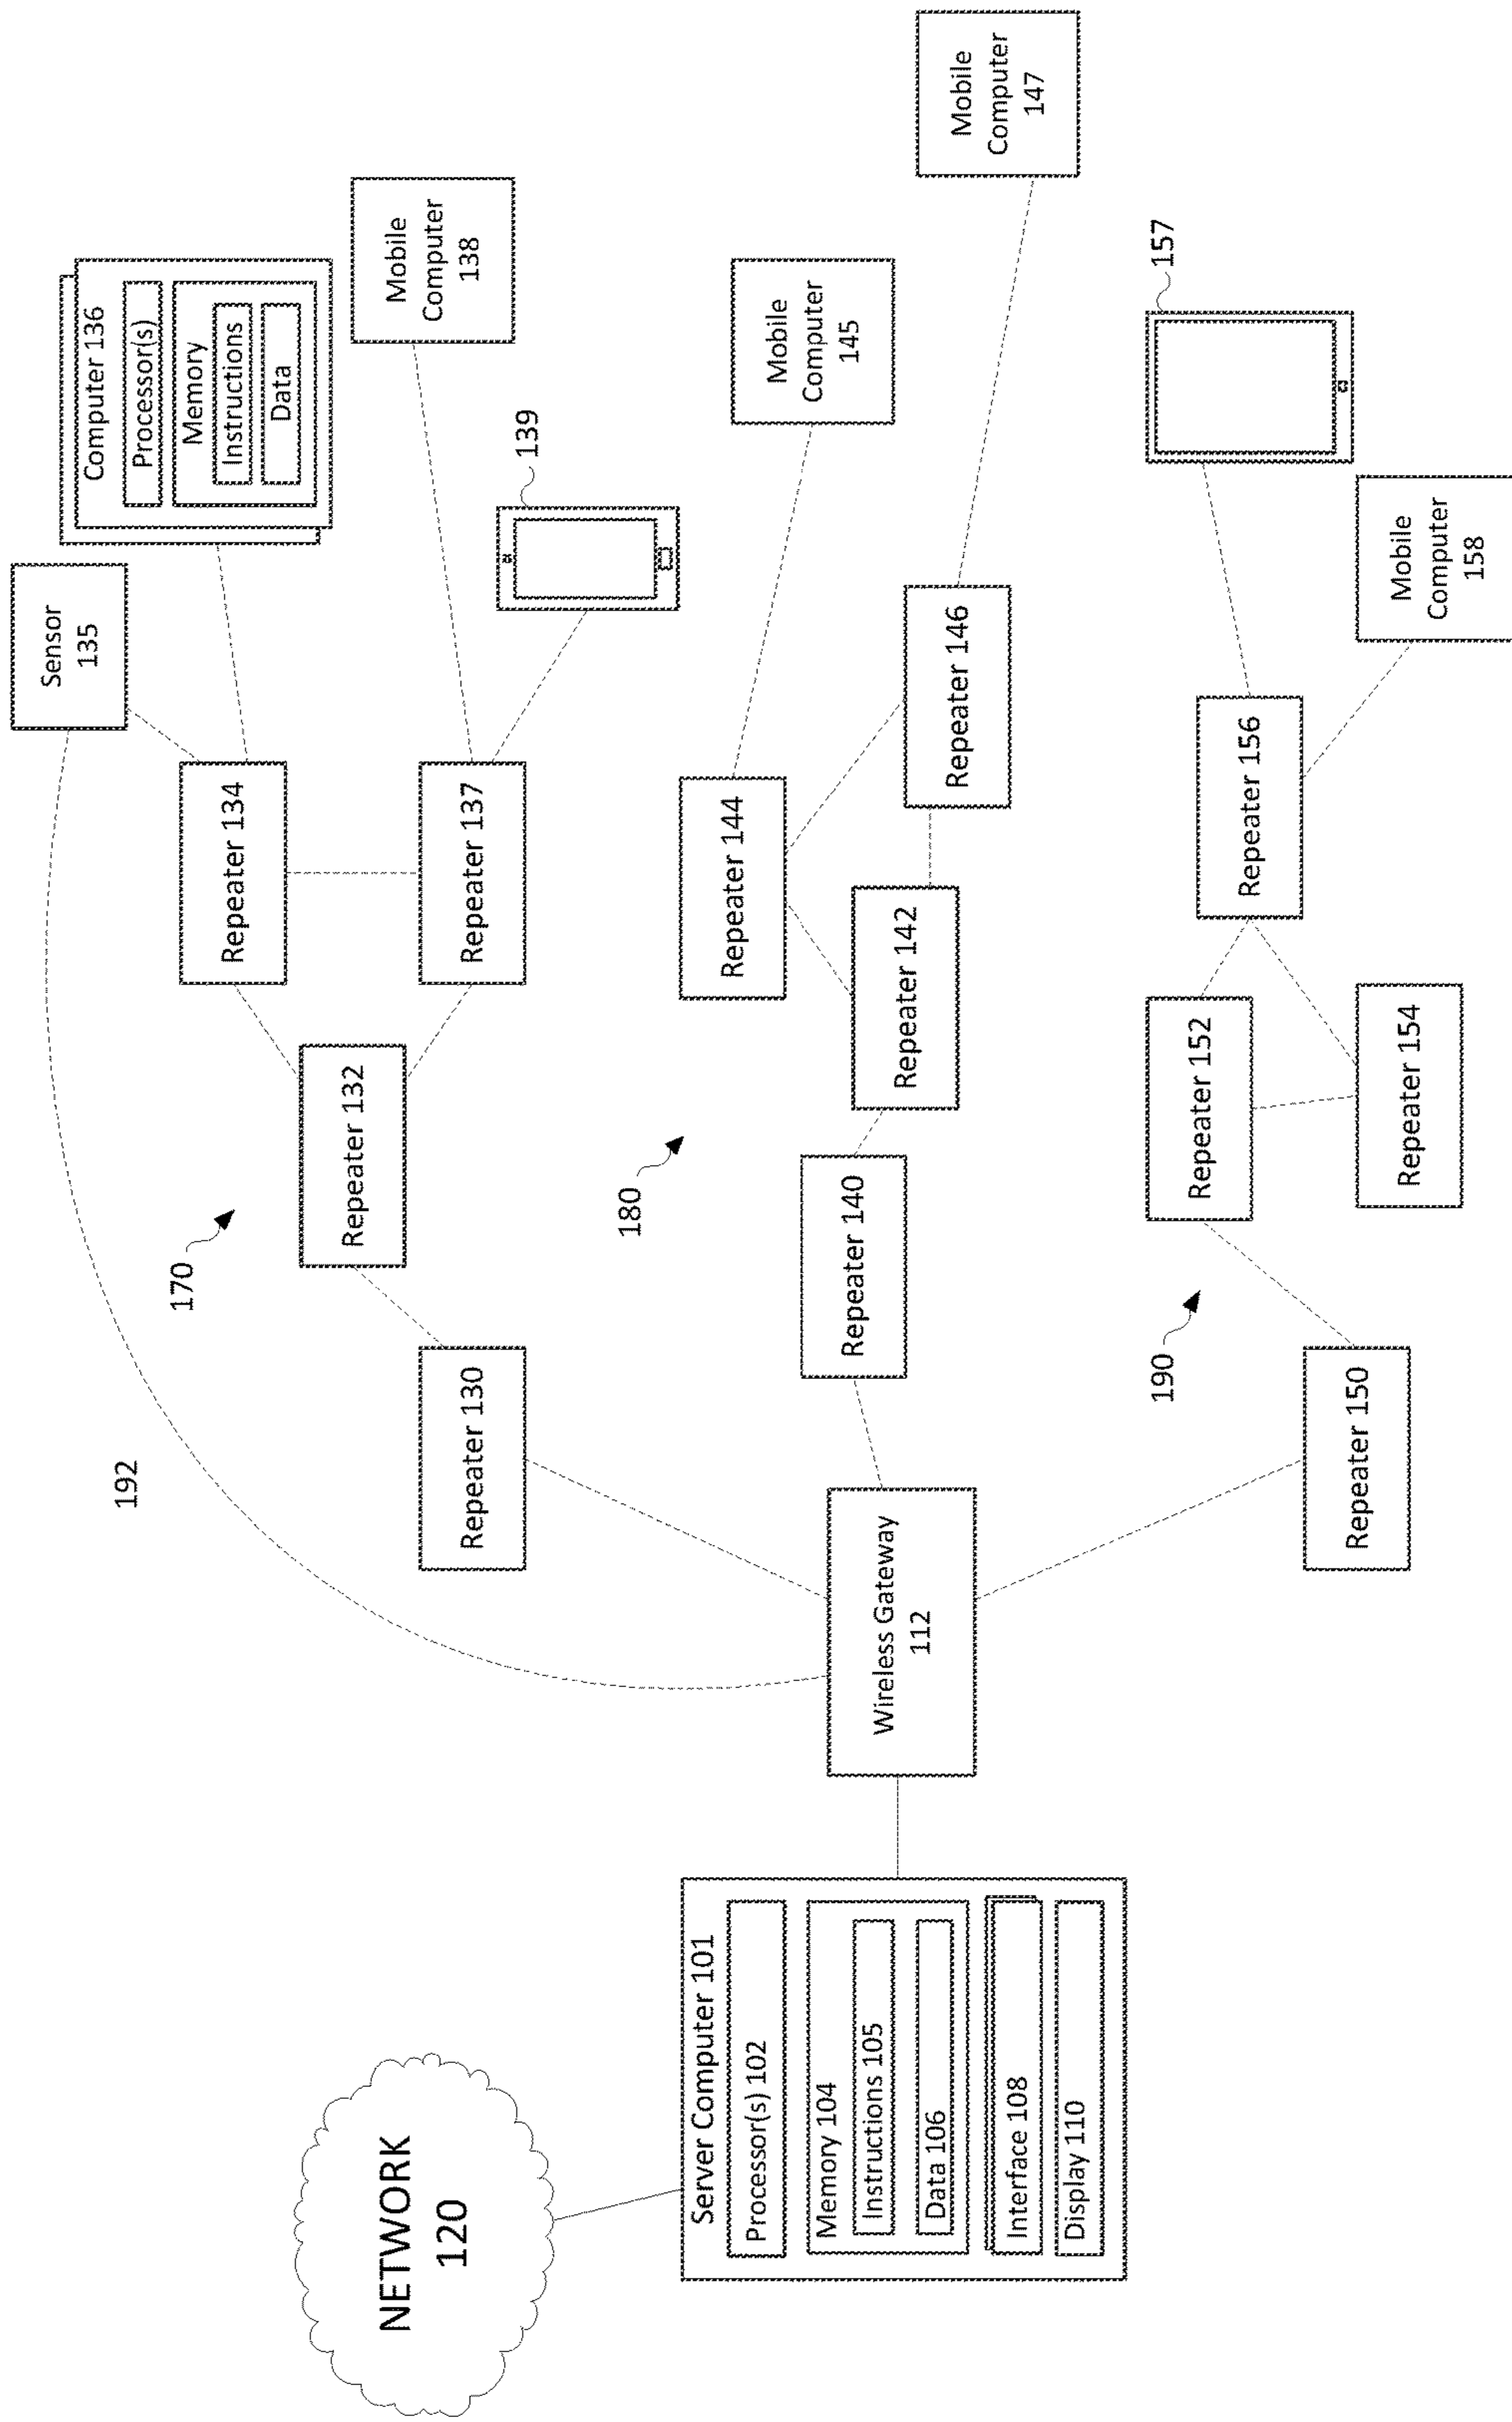 NETWORK
120
Server Computer 101
Processor(s) 102
Memory 104
Instructions 105
Data 106
Interface 108
Display 110
Wireless Gateway
112
192
170
Repeater 130
Repeater 132
Repeater 134
Repeater 137
Sensor
135
Computer 136
Processor(s)
Memory
Instructions
Data
Mobile
Computer
138
139
180
Repeater 140
Repeater 142
Repeater 144
Repeater 146
Mobile
Computer
145
Mobile
Computer
147
190
Repeater 150
Repeater 152
Repeater 154
Repeater 156
157
Mobile
Computer
158